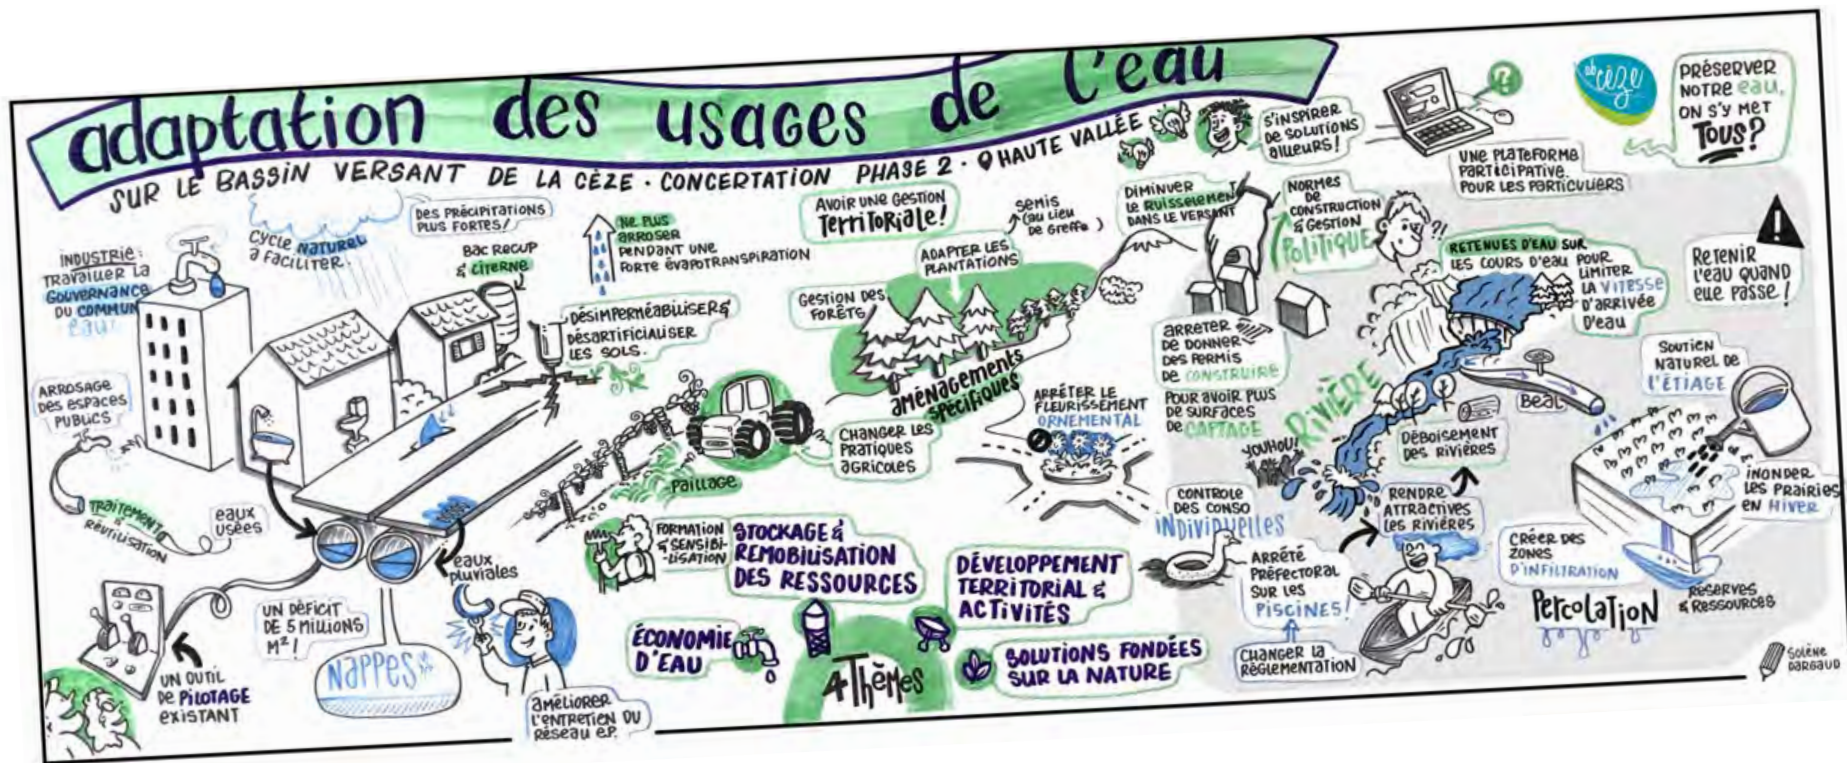 adaptation des usages de l'eau
SUR LE BASSIN VERSANT DE LA CÈZE · CONCERTATION PHASE 2 · HAUTE VALLÉE
ab cèze
PRÉSERVER
NOTRE eau,
ON S'Y MET
TOUS?
S'INSPIRER
DE SOLUTIONS
AILLEURS!
?
UNE PLATEFORME
PARTICIPATIVE
POUR LES PARTICULIERS
INDUSTRIE:
TRAVAILLER LA
GOUVERNANCE
DU COMMUN
eau!
CYCLE NATUREL
À FACILITER.
DES PRÉCIPITATIONS
PLUS FORTES!
BAC RECUP
& CITERNE
NE PLUS
ARROSER
PENDANT UNE
FORTE ÉVAPOTRANSPIRATION
AVOIR UNE GESTION
TERRITORIALE!
ADAPTER LES
PLANTATIONS
SEMIS
(AU LIEU
DE GREFFE)
DIMINUER
LE RUISSELEMENT
DANS LE VERSANT
NORMES
DE
CONSTRUCTION
& GESTION
POLITIQUE
?!
RETENUES D'EAU SUR
LES COURS D'EAU POUR
LIMITER
LA VITESSE
D'ARRIVÉE
D'EAU
!
RETENIR
L'EAU QUAND
ELLE PASSE!
DÉSIMPERMÉABILISER &
DÉSARTIFICIALISER
LES SOLS.
GESTION DES
FORÊTS
aménagements
spécifiques
ARRETER
DE DONNER
DES PERMIS
DE CONSTRUIRE
POUR AVOIR PLUS
DE SURFACES
DE CAPTAGE
RIVIÈRE
BEAL
SOUTIEN
NATUREL DE
L'ÉTIAGE
ARROSAGE
DES ESPACES
PUBLICS
CHANGER LES
PRATIQUES
AGRICOLES
PAILLAGE
ARRÊTER LE
FLEURISSEMENT
ORNEMENTAL
YOUHOU!
DÉBOISEMENT
DES RIVIÈRES
INONDER
LES PRAIRIES
EN HIVER
TRAITEMENT
RÉUTILISATION
EAUX
USÉES
EAUX
PLUVIALES
FORMATION
& SENSIBI-
-LISATION
STOCKAGE &
REMOBILISATION
DES RESSOURCES
DÉVELOPPEMENT
TERRITORIAL &
ACTIVITÉS
CONTROLE
DES CONSO
INDIVIDUELLES
RENDRE
ATTRACTIVES
LES RIVIÈRES
CRÉER DES
ZONES
D'INFILTRATION
RÉSERVES
& RESSOURCES
PERCOLATION
ARRÊTÉ
PRÉFECTORAL
SUR LES
PISCINES!
CHANGER LA
RÉGLEMENTATION
UN DÉFICIT
DE 5 MILLIONS
M²!
NAPPES
UN OUTIL
DE PILOTAGE
EXISTANT
AMÉLIORER
L'ENTRETIEN DU
RÉSEAU EP.
ÉCONOMIE
D'EAU
4 Thèmes
SOLUTIONS FONDÉES
SUR LA NATURE
SOLÈNE
DARGAUD